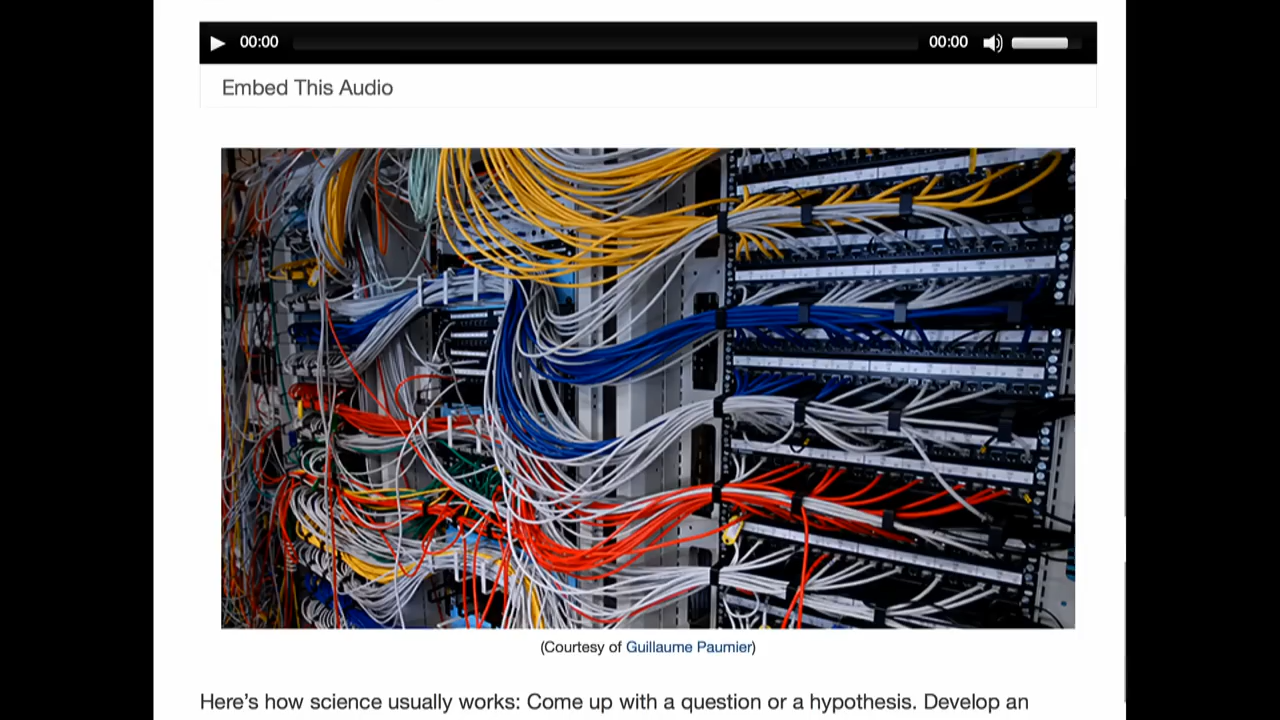 00:00 00:00
Embed This Audio
(Courtesy of Guillaume Paumier)
Here’s how science usually works: Come up with a question or a hypothesis. Develop an